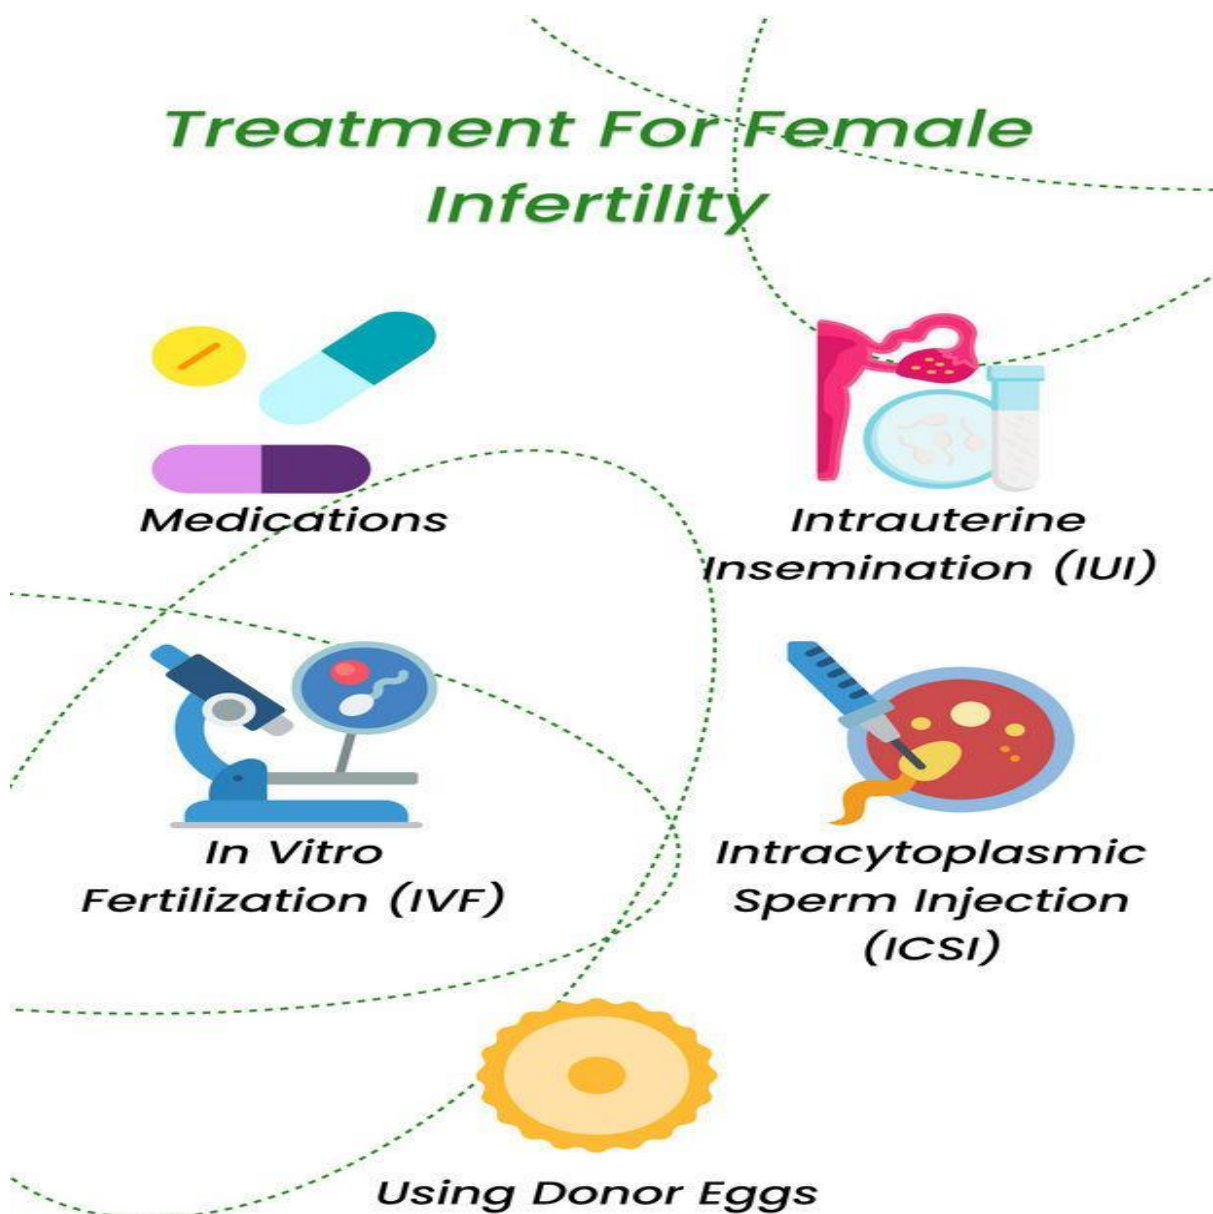 Treatment For Female
Infertility
Medications
Intrauterine
Insemination (IUI)
In Vitro
Fertilization (IVF)
Intracytoplasmic
Sperm Injection
(ICSI)
Using Donor Eggs